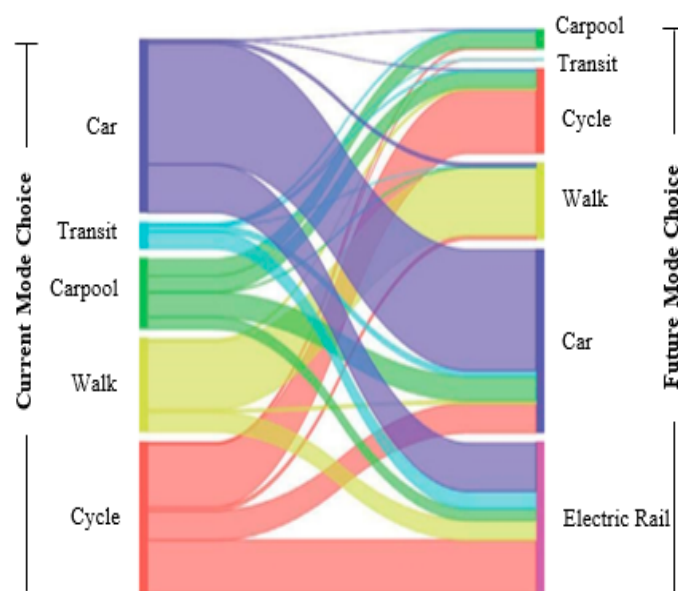 Current Mode Choice
Car
Transit
Carpool
Walk
Cycle
Carpool
Transit
Cycle
Walk
Car
Electric Rail
Future Mode Choice